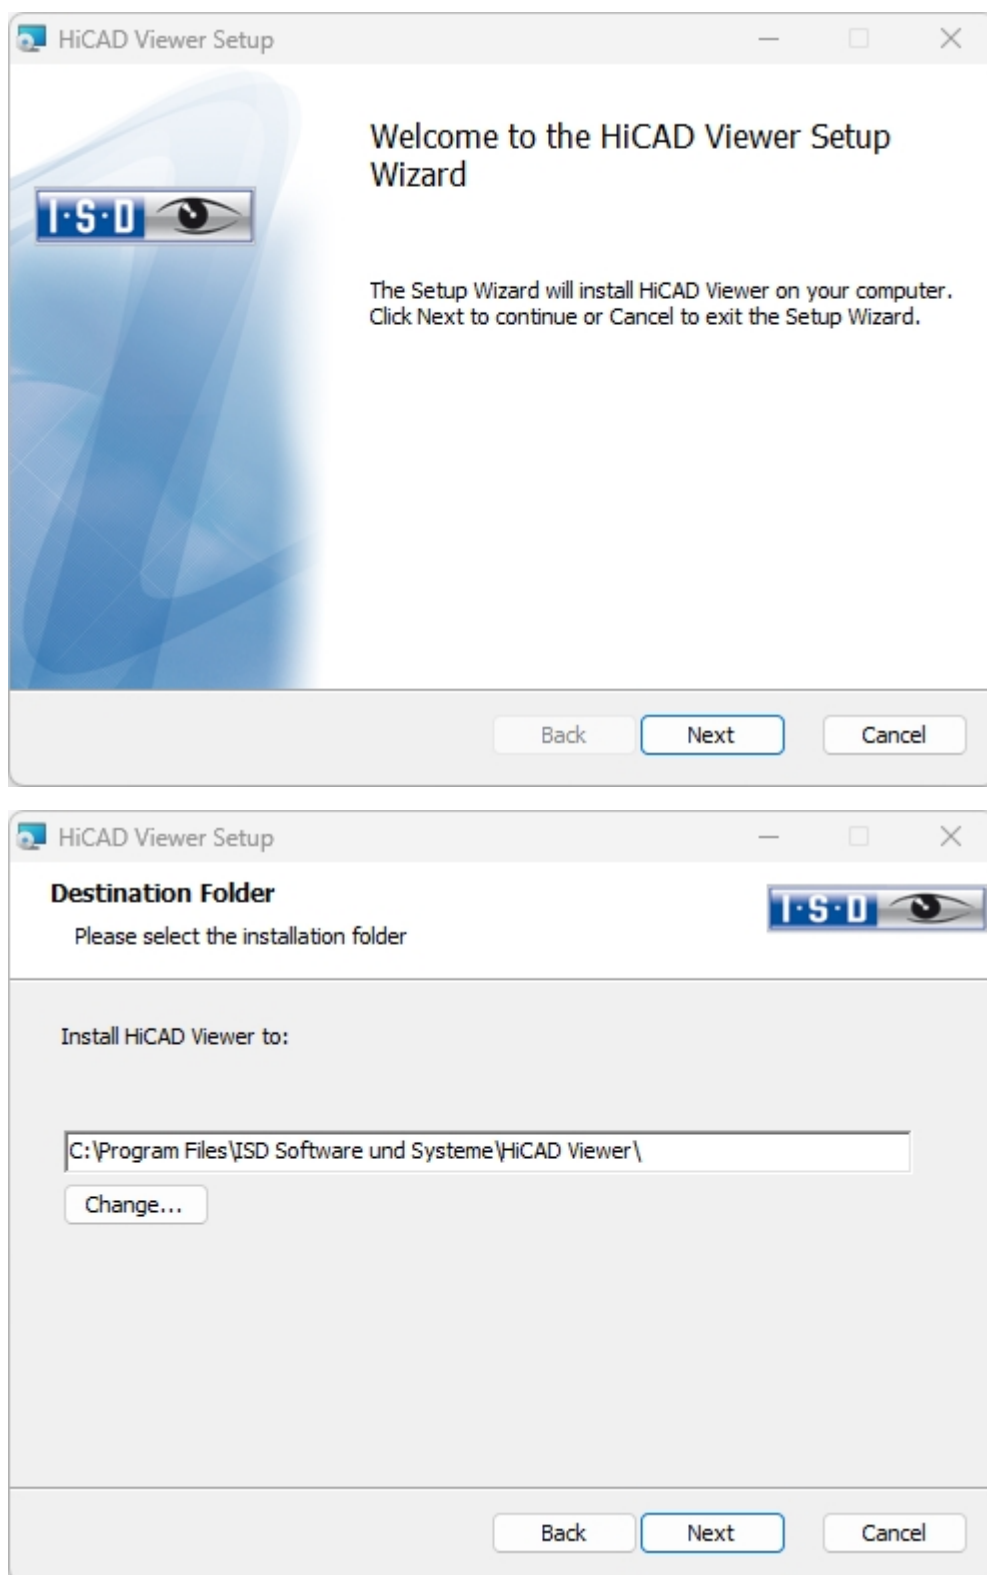 HiCAD Viewer Setup
Welcome to the HiCAD Viewer Setup
Wizard
I·S·D
The Setup Wizard will install HiCAD Viewer on your computer.
Click Next to continue or Cancel to exit the Setup Wizard.
Back Next Cancel
HiCAD Viewer Setup
Destination Folder
I·S·D
Please select the installation folder
Install HiCAD Viewer to:
C:\Program Files\ISD Software und Systeme\HiCAD Viewer\
Change...
Back Next Cancel